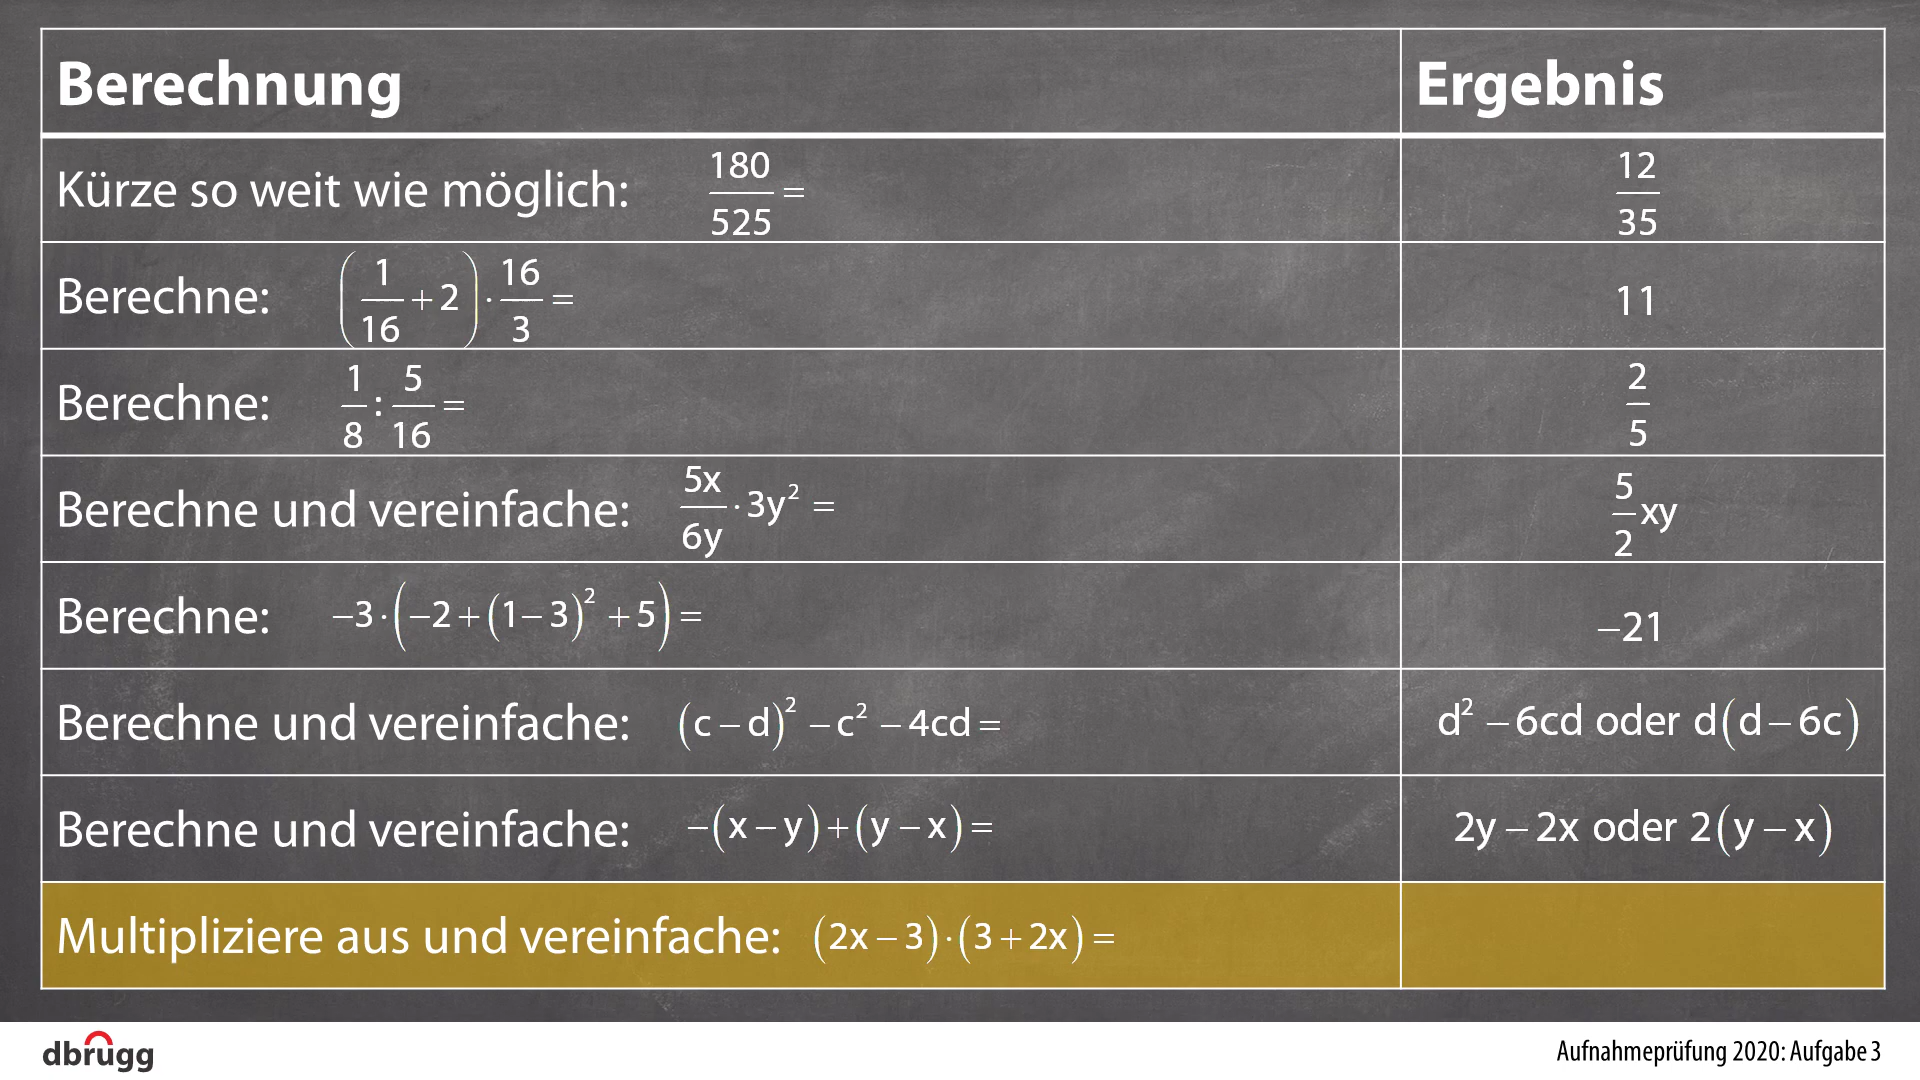 Berechnung Ergebnis
Kürze so weit wie möglich: 180/525 = 12/35
Berechne: (1/16 + 2) · 16/3 = 11
Berechne: 1/8 : 5/16 = 2/5
Berechne und vereinfache: 5x/6y · 3y² = 5/2 xy
Berechne: −3 · (−2 + (1 − 3)² + 5) = −21
Berechne und vereinfache: (c − d)² − c² − 4cd = d² − 6cd oder d(d − 6c)
Berechne und vereinfache: −(x − y) + (y − x) = 2y − 2x oder 2(y − x)
Multipliziere aus und vereinfache: (2x − 3) · (3 + 2x) =
dbrugg Aufnahmeprüfung 2020: Aufgabe 3